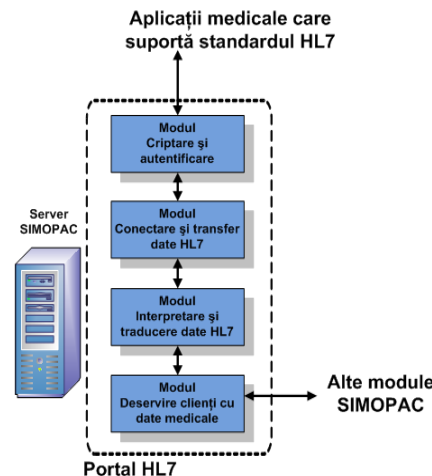 Aplicații medicale care
suportă standardul HL7
Modul
Criptare și
autentificare
Server
SIMOPAC
Modul
Conectare și transfer
date HL7
Modul
Interpretare și
traducere date HL7
Modul
Deservire clienți cu
date medicale
Alte module
SIMOPAC
Portal HL7